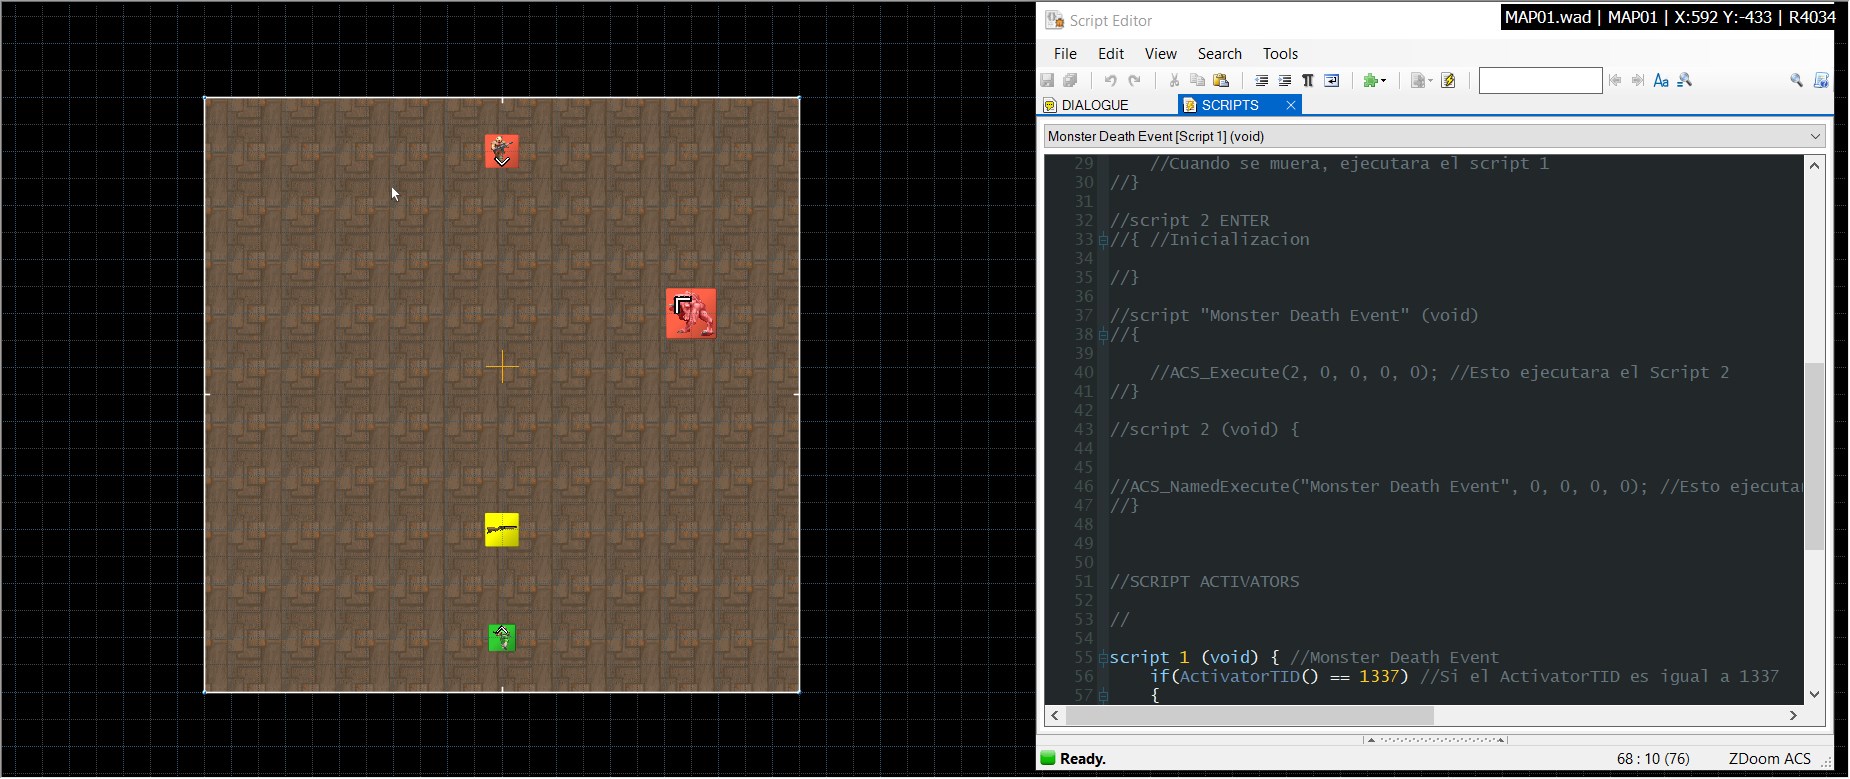 Script Editor
MAP01.wad | MAP01 | X:592 Y:-433 | R4034
File Edit View Search Tools
DIALOGUE SCRIPTS
Monster Death Event [Script 1] (void)
29 //Cuando se muera, ejecutara el script 1
30 //}
31
32 //script 2 ENTER
33 //{ //Inicializacion
34
35 //}
36
37 //script "Monster Death Event" (void)
38 //{
39
40 //ACS_Execute(2, 0, 0, 0, 0); //Esto ejecutara el Script 2
41 //}
42
43 //script 2 (void) {
44
45
46 //ACS_NamedExecute("Monster Death Event", 0, 0, 0, 0); //Esto ejecuta
47 //}
48
49
50
51 //SCRIPT ACTIVATORS
52
53 //
54
55 script 1 (void) { //Monster Death Event
56 if(ActivatorTID() == 1337) //Si el ActivatorTID es igual a 1337
57 {
Ready. 68 : 10 (76) ZDoom ACS